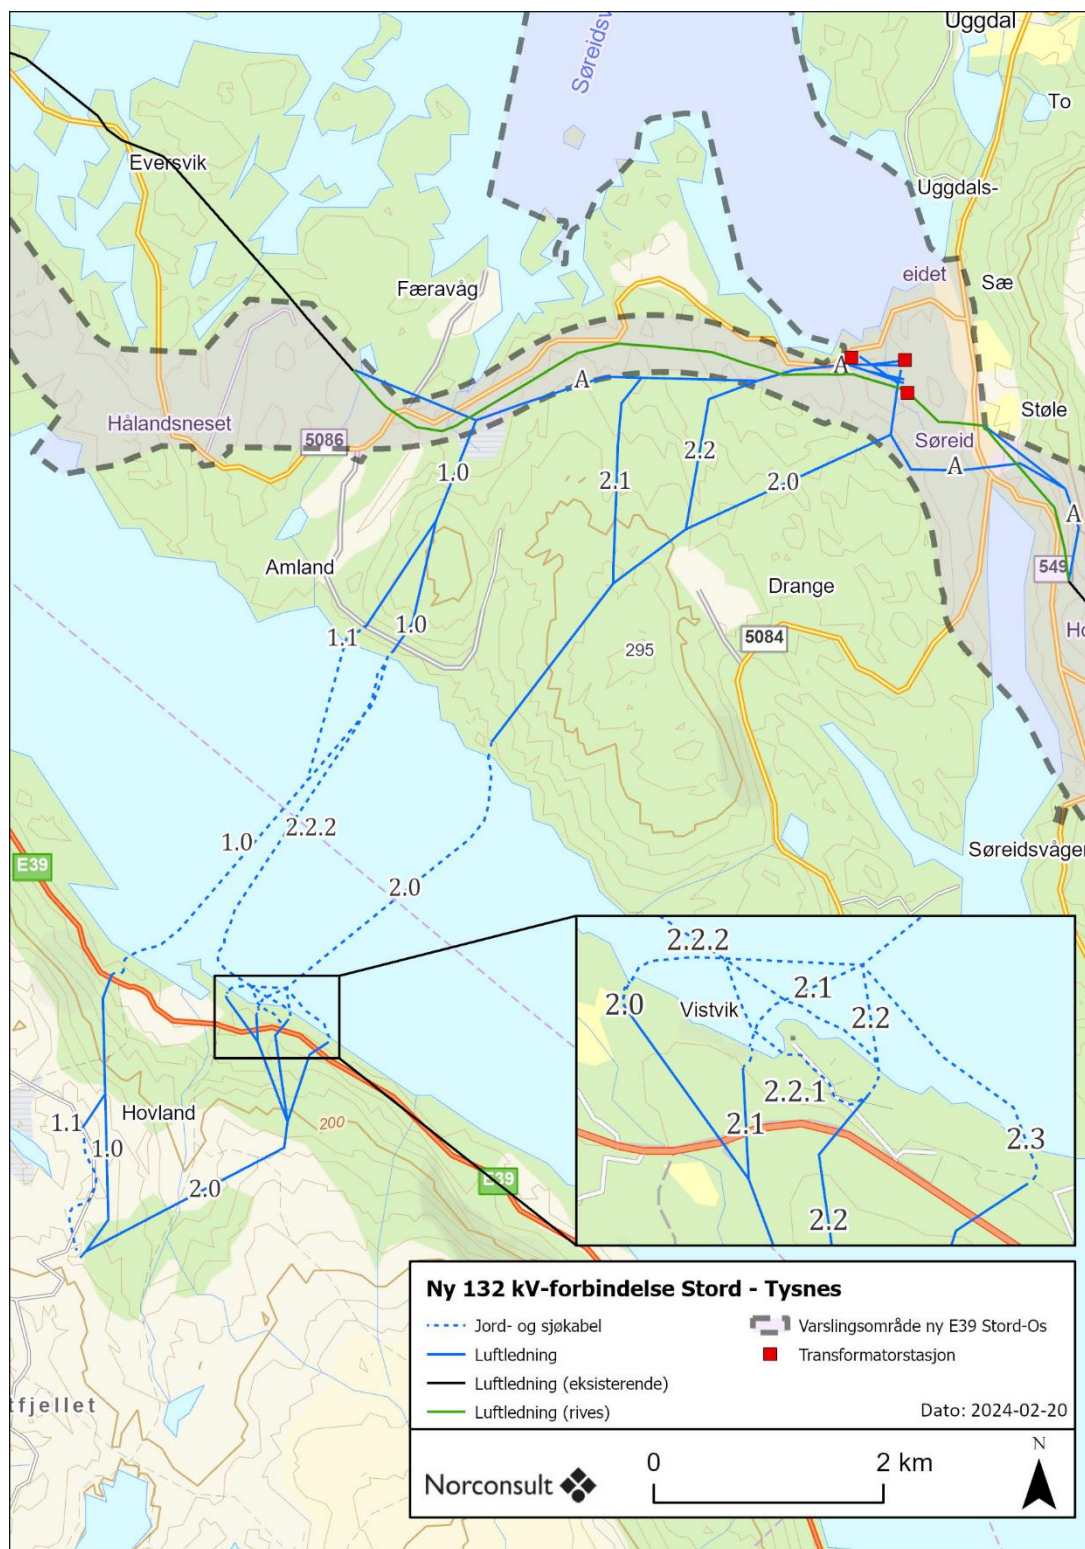 Uggdal
Søreidsv
To
Eversvik
Uggdals-
eidet
Sæ
Færavåg
A
A
Hålandsneset
5086
Støle
Søreid
1.0
2.1
2.2
2.0
A
A
549
Amland
Drange
1.1
1.0
5084
Ho
295
1.0
2.2.2
E39
2.0
Søreidsvågen
2.2.2
2.0
Vistvik
2.1
2.2
2.2.1
2.1
2.3
2.2
Hovland
200
1.1
1.0
2.0
E39
tfjellet
Ny 132 kV-forbindelse Stord - Tysnes
Jord- og sjøkabel
Varslingsområde ny E39 Stord-Os
Luftledning
Transformatorstasjon
Luftledning (eksisterende)
Luftledning (rives)
Dato: 2024-02-20
Norconsult
0
2 km
N